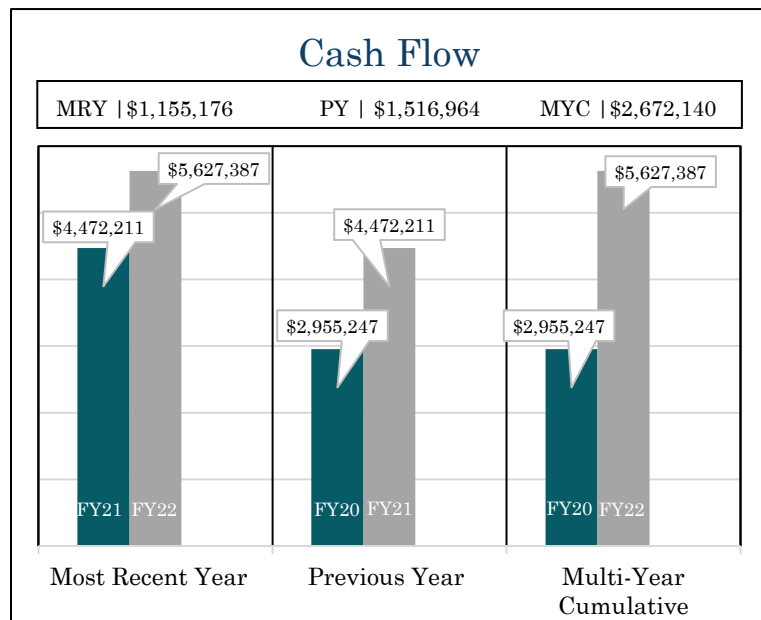 Cash Flow
MRY |$1,155,176 PY | $1,516,964 MYC |$2,672,140
$5,627,387
$4,472,211
FY21 FY22
$4,472,211
$2,955,247
FY20 FY21
$5,627,387
$2,955,247
FY20 FY22
Most Recent Year
Previous Year
Multi-Year
Cumulative